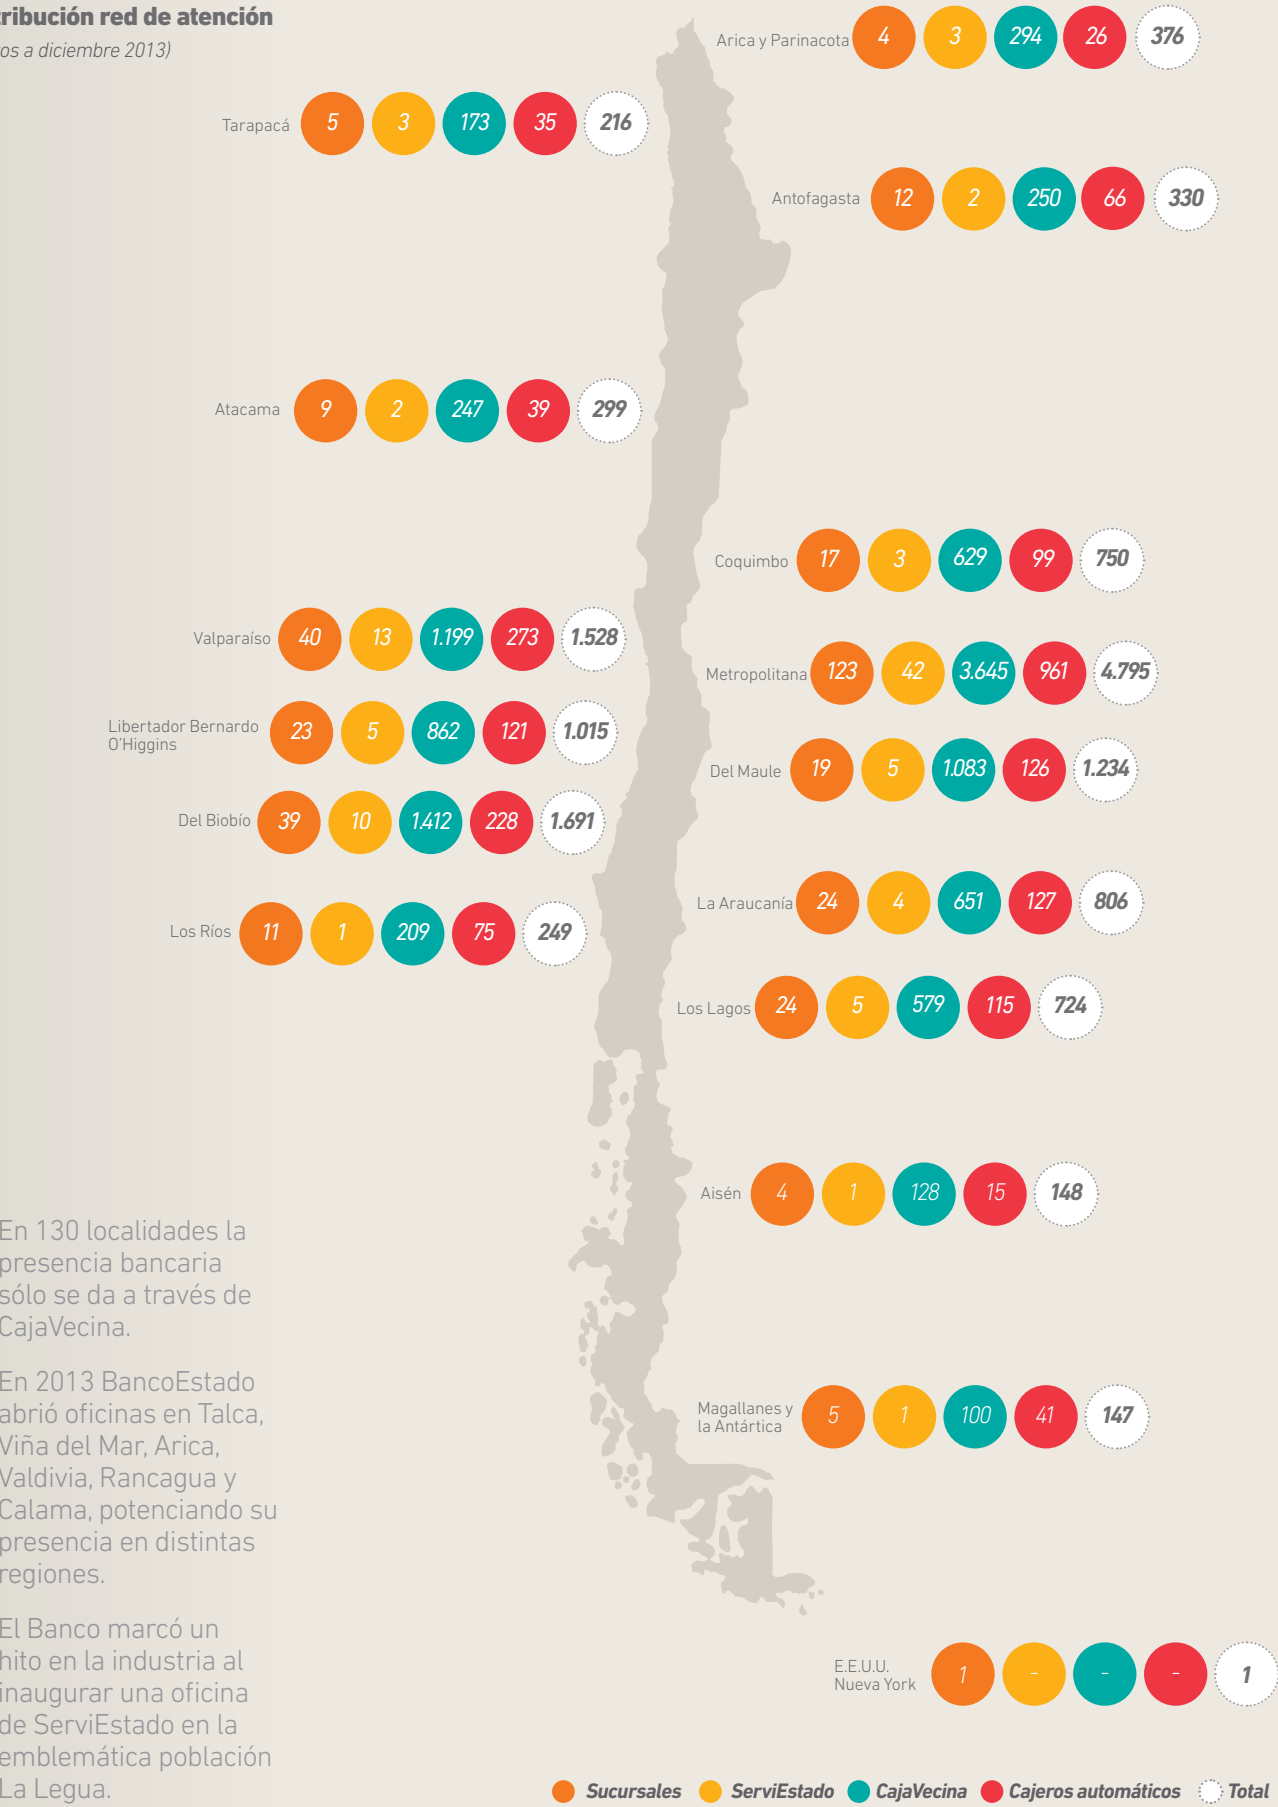 tribución red de atención
os a diciembre 2013)
Arica y Parinacota 4 3 294 26 376
Tarapacá 5 3 173 35 216
Antofagasta 12 2 250 66 330
Atacama 9 2 247 39 299
Coquimbo 17 3 629 99 750
Valparaíso 40 13 1.199 273 1.528
Metropolitana 123 42 3.645 961 4.795
Libertador Bernardo
O'Higgins 23 5 862 121 1.015
Del Maule 19 5 1.083 126 1.234
Del Biobío 39 10 1.412 228 1.691
La Araucanía 24 4 651 127 806
Los Ríos 11 1 209 75 249
Los Lagos 24 5 579 115 724
Aisén 4 1 128 15 148
En 130 localidades la
presencia bancaria
sólo se da a través de
CajaVecina.
En 2013 BancoEstado
abrió oficinas en Talca,
Viña del Mar, Arica,
Valdivia, Rancagua y
Calama, potenciando su
presencia en distintas
regiones.
El Banco marcó un
hito en la industria al
inaugurar una oficina
de ServiEstado en la
emblemática población
La Legua.
Magallanes y
la Antártica 5 1 100 41 147
E.E.U.U.
Nueva York 1 - - - 1
Sucursales ServiEstado CajaVecina Cajeros automáticos Total